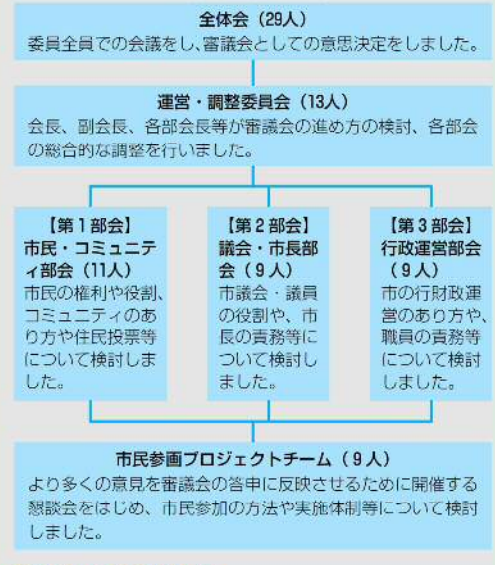 全体会（29人）
委員全員での会議をし、審議会としての意思決定をしました。
運営・調整委員会（13人）
会長、副会長、各部会長等が審議会の進め方の検討、各部会
の総合的な調整を行いました。
【第１部会】
市民・コミュニテ
ィ部会（11人）
市民の権利や役割、
コミュニティのあ
り方や住民投票等
について検討しま
した。
【第２部会】
議会・市長部
会（９人）
市議会・議員
の役割や、市
長の責務等に
ついて検討し
ました。
【第３部会】
行政運営部会
（９人）
市の行財政運
営のあり方や、
職員の責務等
について検討
しました。
市民参画プロジェクトチーム（９人）
より多くの意見を審議会の答申に反映させるために開催する
懇談会をはじめ、市民参加の方法や実施体制等について検討
しました。